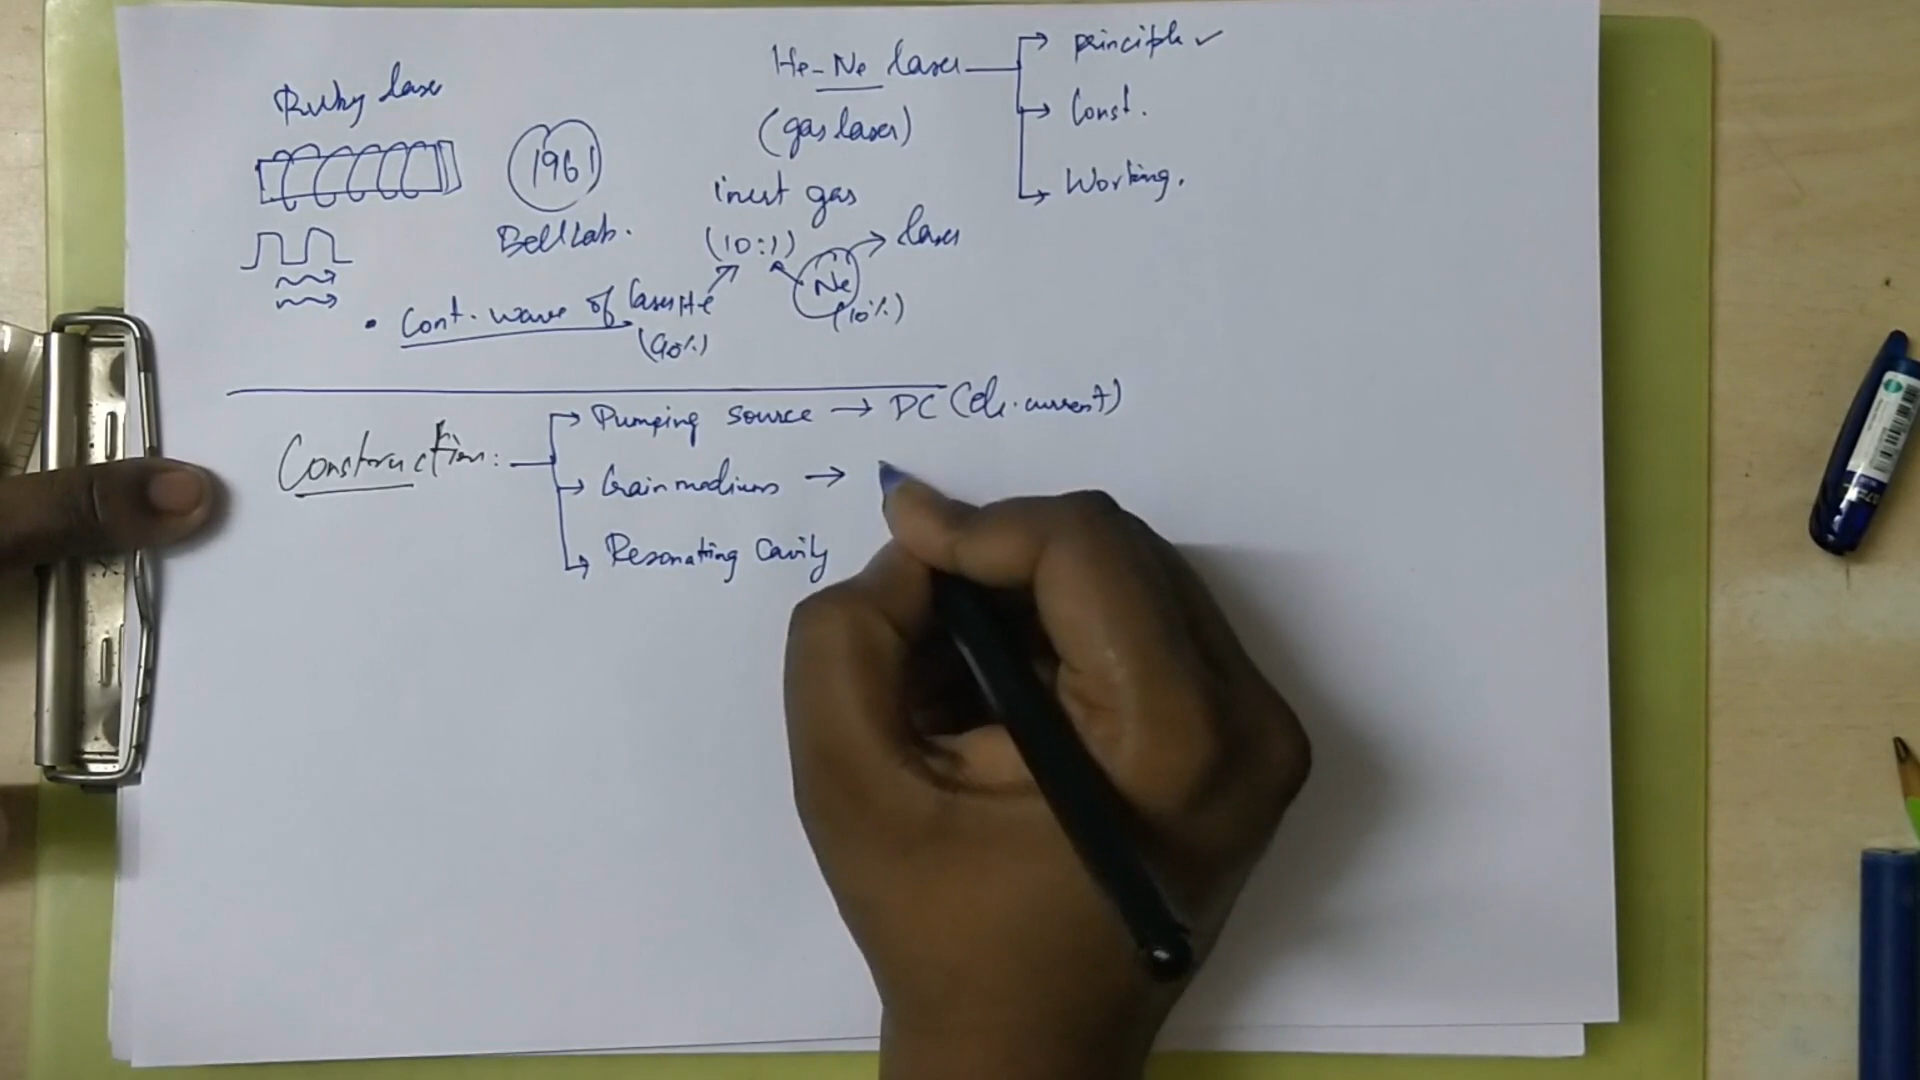 He-Ne laser
principle ✓
Const.
Working.
(gas laser)
Ruby laser
1961
Bell Lab.
inert gas
(10:1)
laser
Ne
(10%)
• Cont. wave of laser He
(90%)
Construction:
Pumping source → DC (ele. current)
Gain medium →
Resonating Cavity